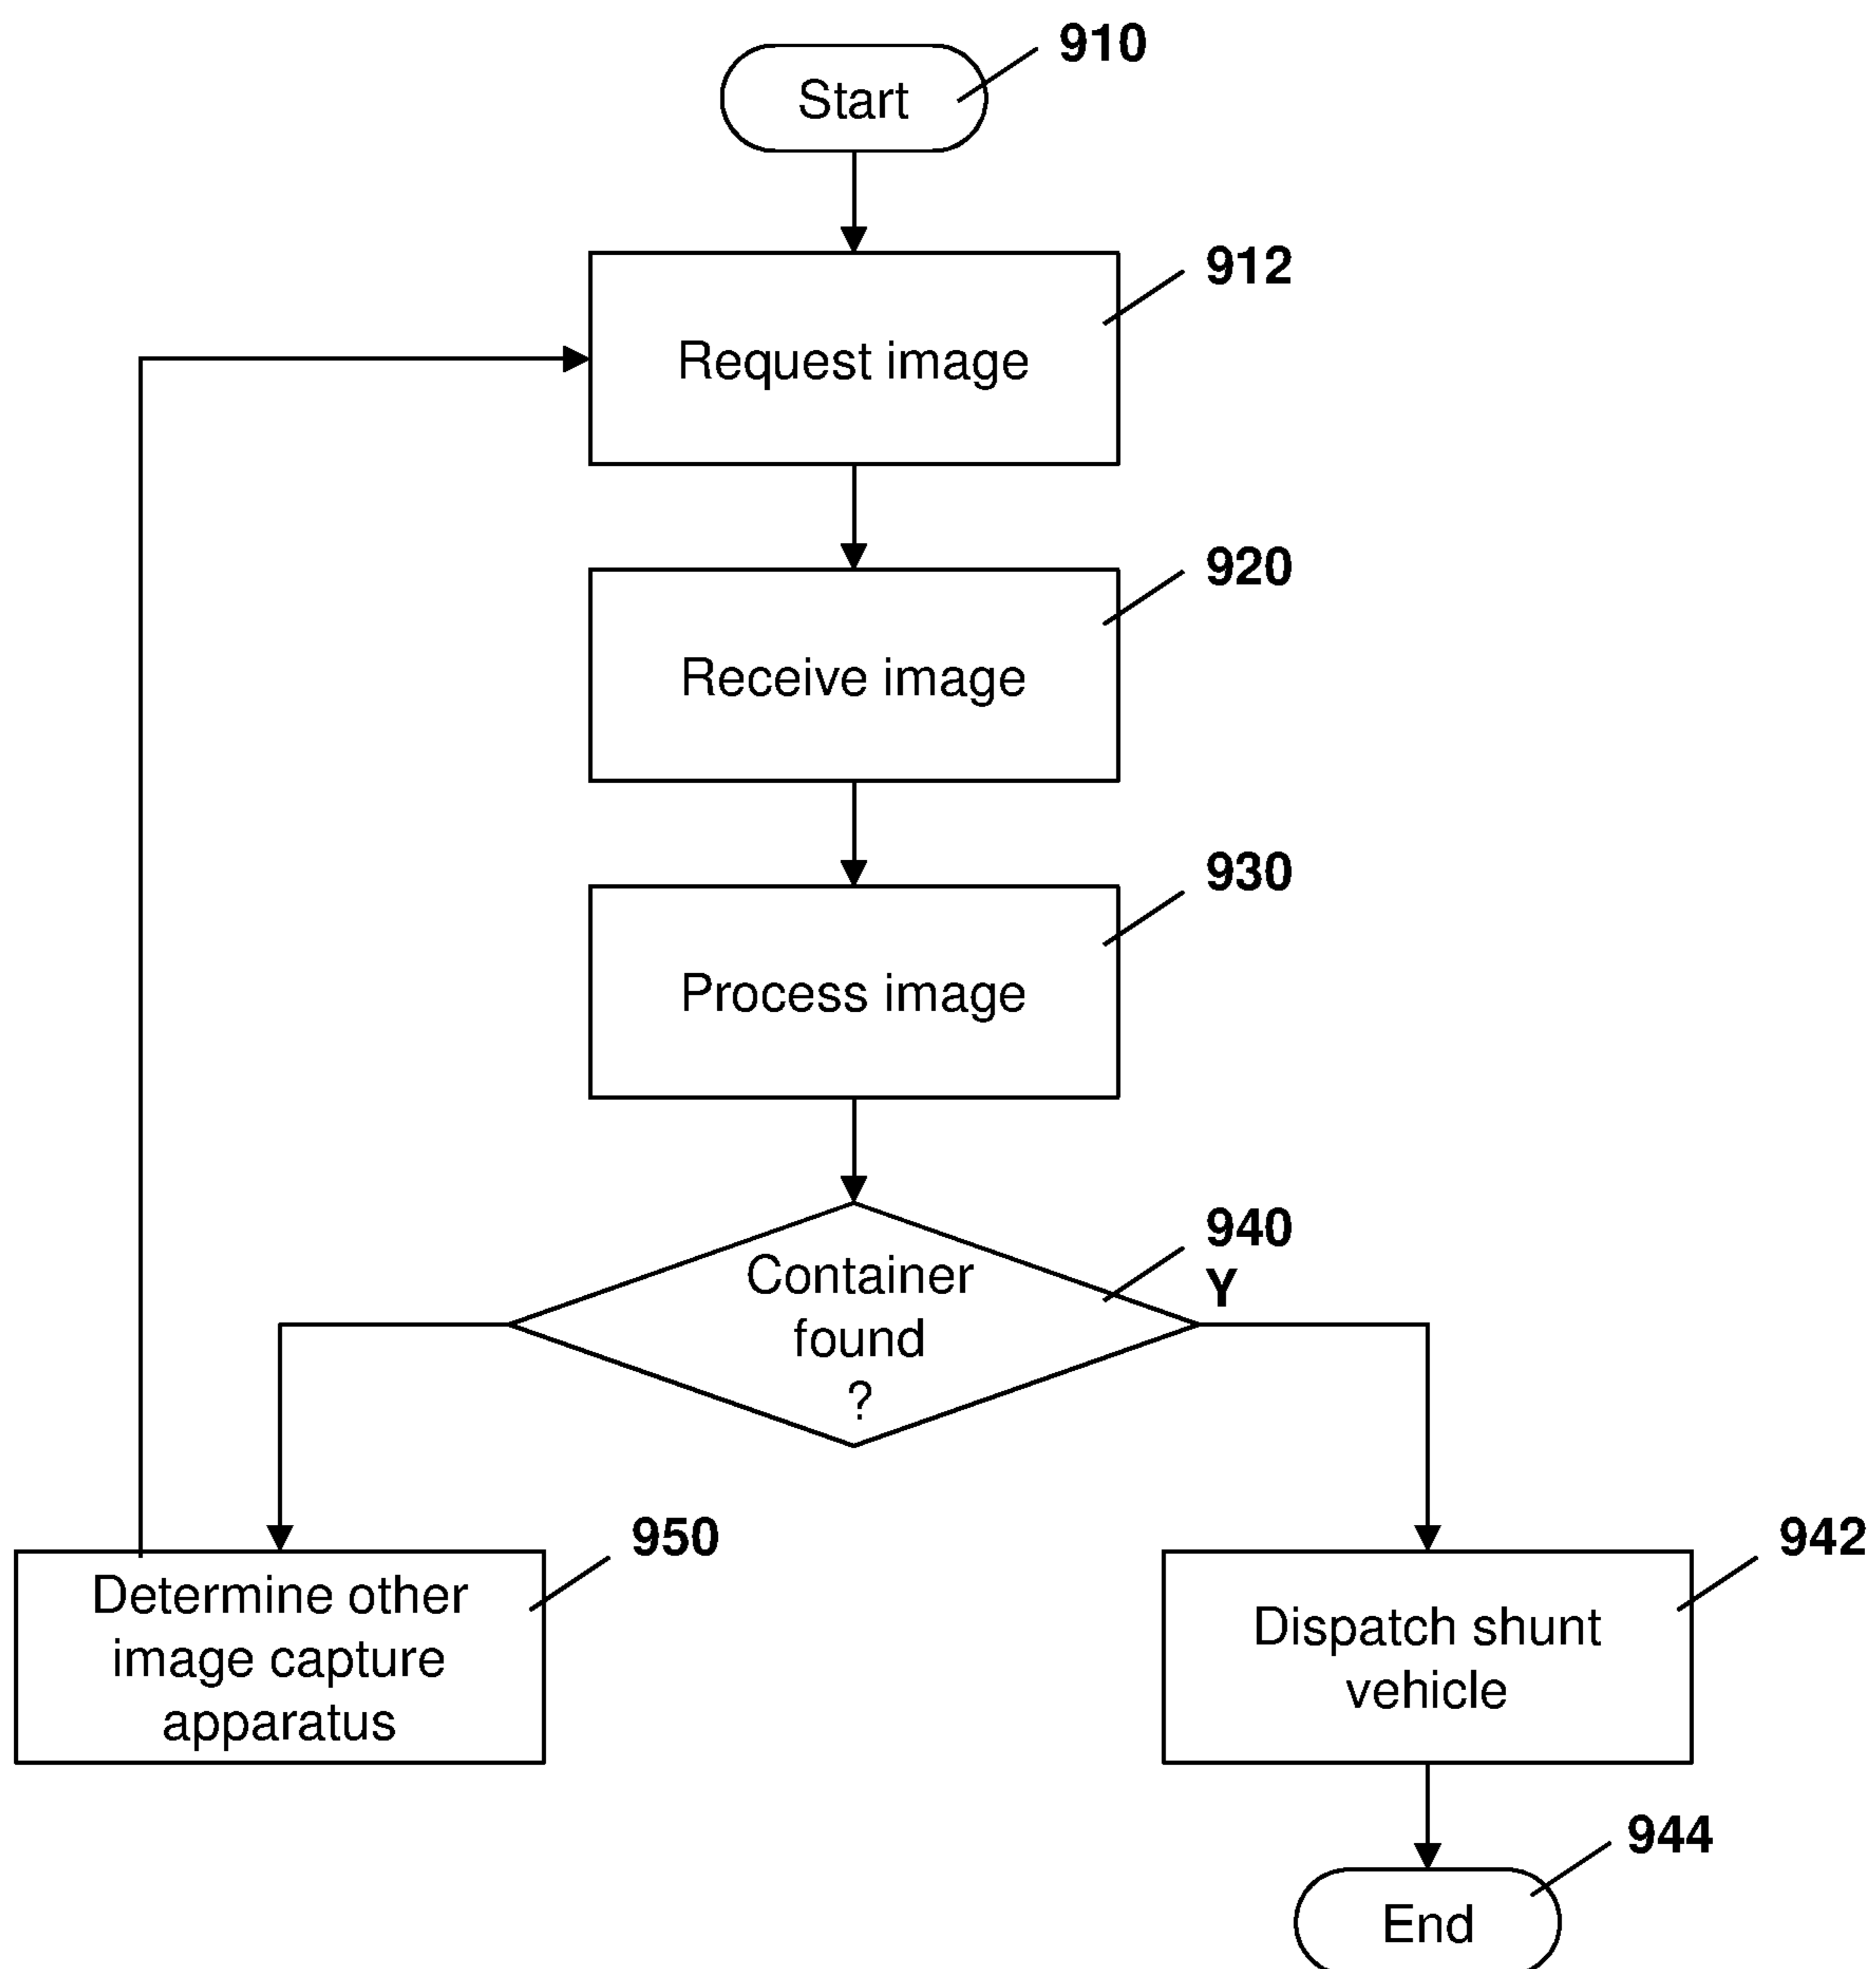 910
Start
912
Request image
920
Receive image
930
Process image
940
Y
Container
found
?
950
Determine other
image capture
apparatus
942
Dispatch shunt
vehicle
944
End